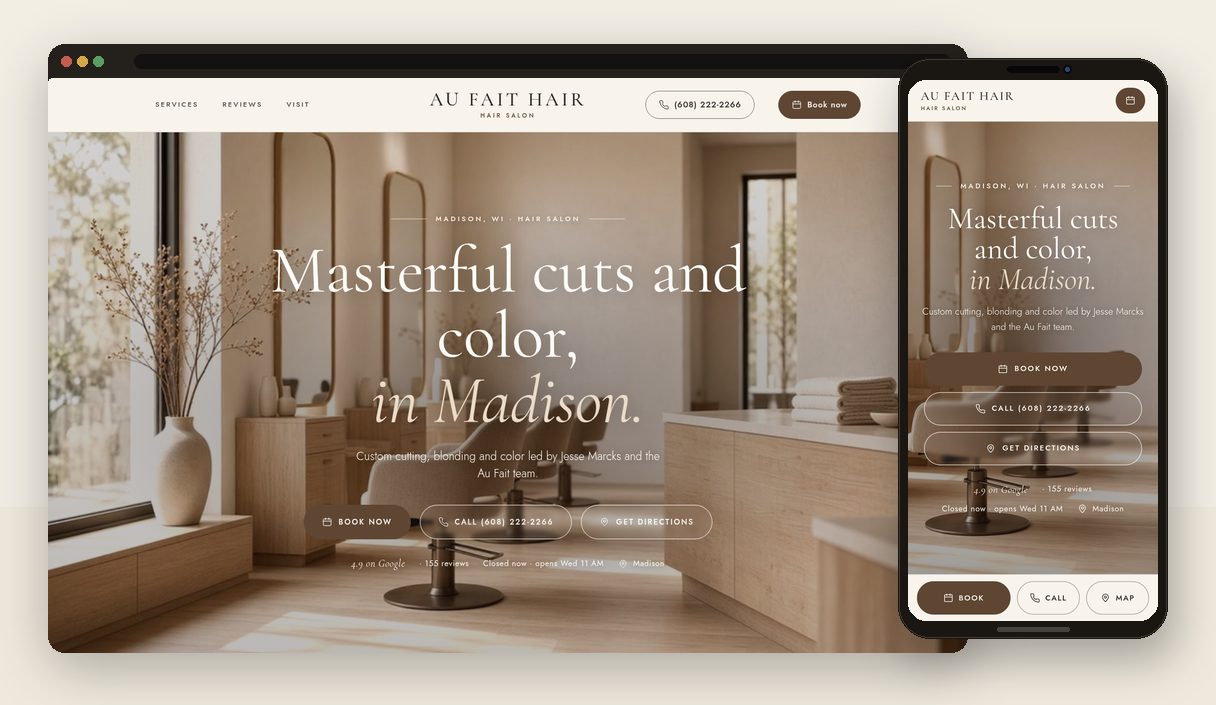 SERVICES REVIEWS VISIT
AU FAIT HAIR
HAIR SALON
(608) 222-2266
Book now
MADISON, WI · HAIR SALON
Masterful cuts and
color,
in Madison.
Custom cutting, blonding and color led by Jesse Marcks and the
Au Fait team.
BOOK NOW
CALL (608) 222-2266
GET DIRECTIONS
4.9 on Google · 155 reviews Closed now · opens Wed 11 AM Madison
AU FAIT HAIR
HAIR SALON
MADISON, WI · HAIR SALON
Masterful cuts
and color,
in Madison.
Custom cutting, blonding and color led by Jesse Marcks
and the Au Fait team.
BOOK NOW
CALL (608) 222-2266
GET DIRECTIONS
4.9 on Google · 155 reviews
Closed now · opens Wed 11 AM Madison
BOOK CALL MAP